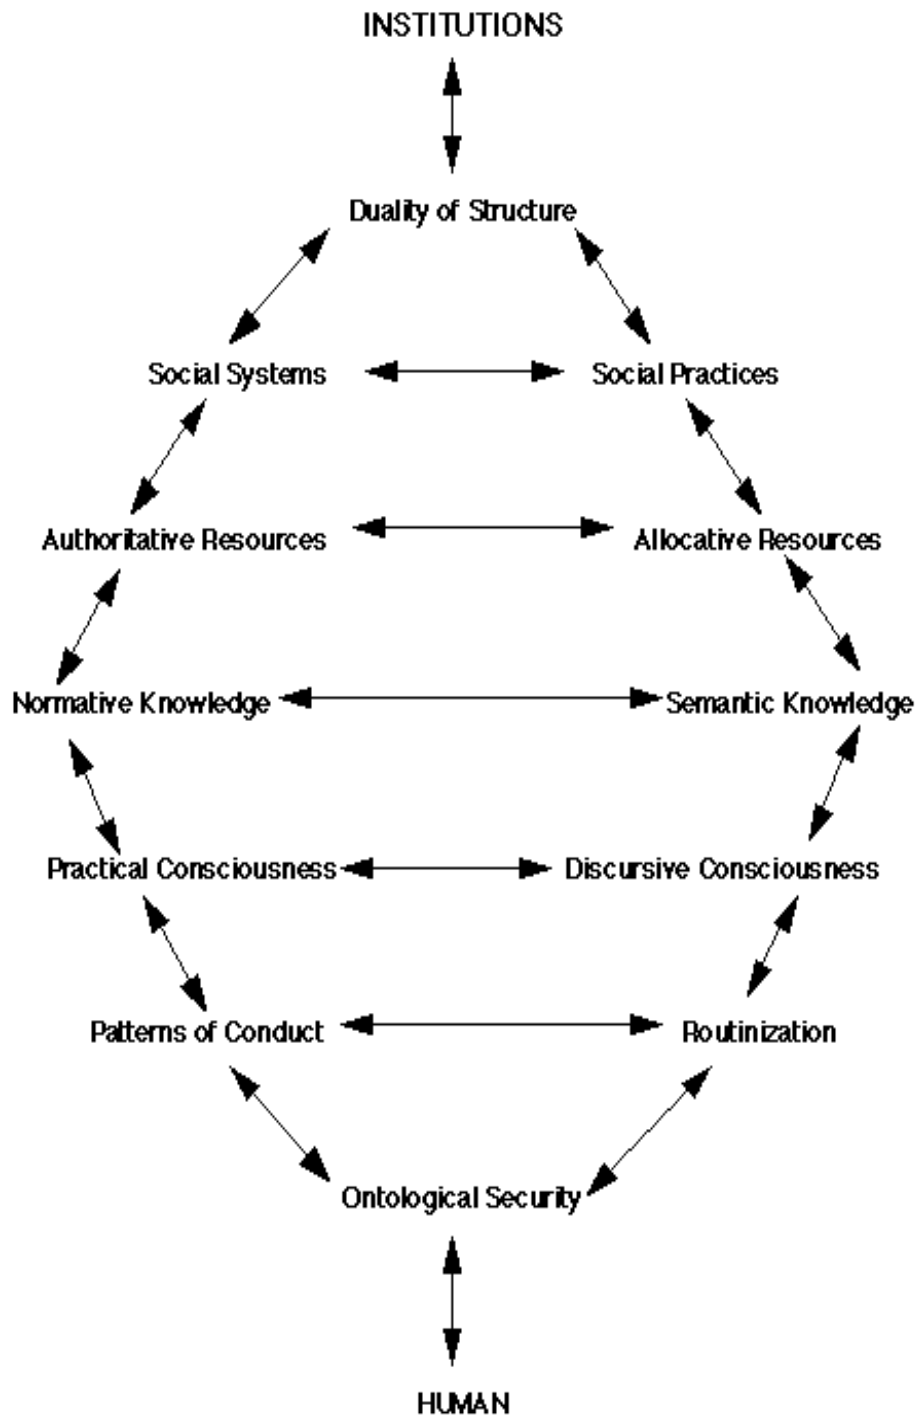 INSTITUTIONS
Duality of Structure
Social Systems
Social Practices
Authoritative Resources
Allocative Resources
Normative Knowledge
Semantic Knowledge
Practical Consciousness
Discursive Consciousness
Patterns of Conduct
Routinization
Ontological Security
HUMAN